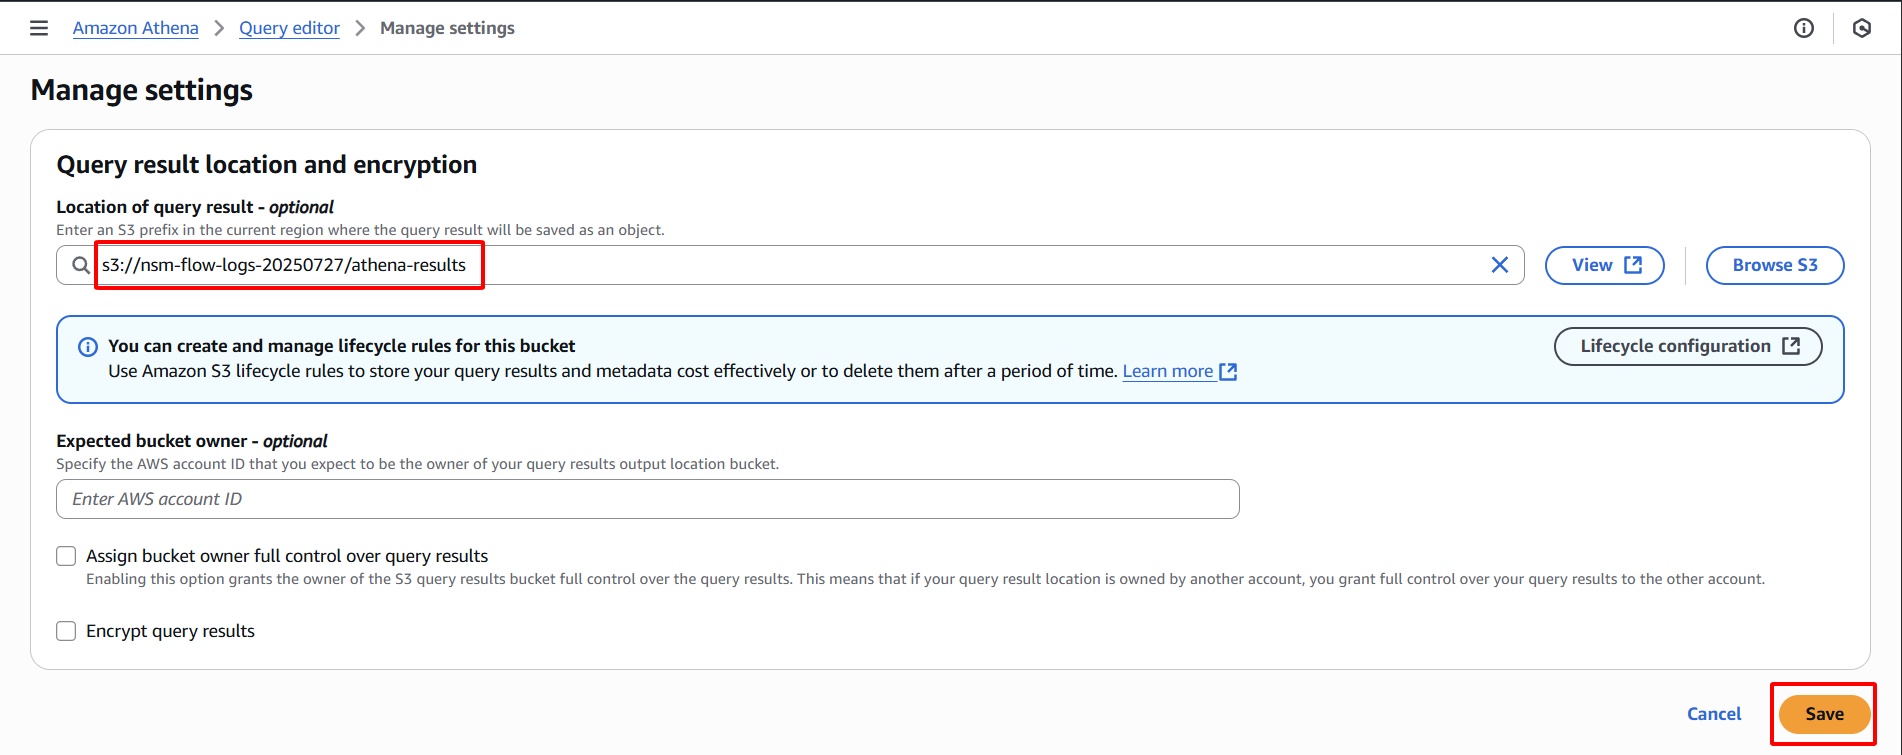 Amazon Athena > Query editor > Manage settings
Manage settings
Query result location and encryption
Location of query result - optional
Enter an S3 prefix in the current region where the query result will be saved as an object.
s3://nsm-flow-logs-20250727/athena-results
View
Browse S3
You can create and manage lifecycle rules for this bucket
Lifecycle configuration
Use Amazon S3 lifecycle rules to store your query results and metadata cost effectively or to delete them after a period of time. Learn more
Expected bucket owner - optional
Specify the AWS account ID that you expect to be the owner of your query results output location bucket.
Enter AWS account ID
Assign bucket owner full control over query results
Enabling this option grants the owner of the S3 query results bucket full control over the query results. This means that if your query result location is owned by another account, you grant full control over your query results to the other account.
Encrypt query results
Cancel
Save